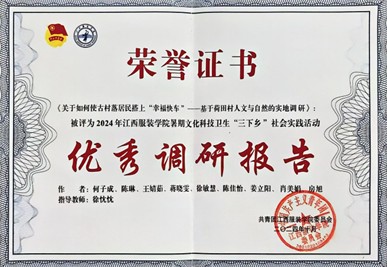 荣誉证书
《关于如何使古村落居民搭上“幸福快车”——基于荷田村人文与自然的实地调研》：
被评为2024年江西服装学院暑期文化科技卫生“三下乡”社会实践活动
优秀调研报告
作 者：何子成、陈琳、王婧茹、蒋晓雯、徐敏慧、陈佳怡、姜立阳、肖美娟、房旭
指导教师：徐忱忱
共青团江西服装学院委员会
二〇二四年十月